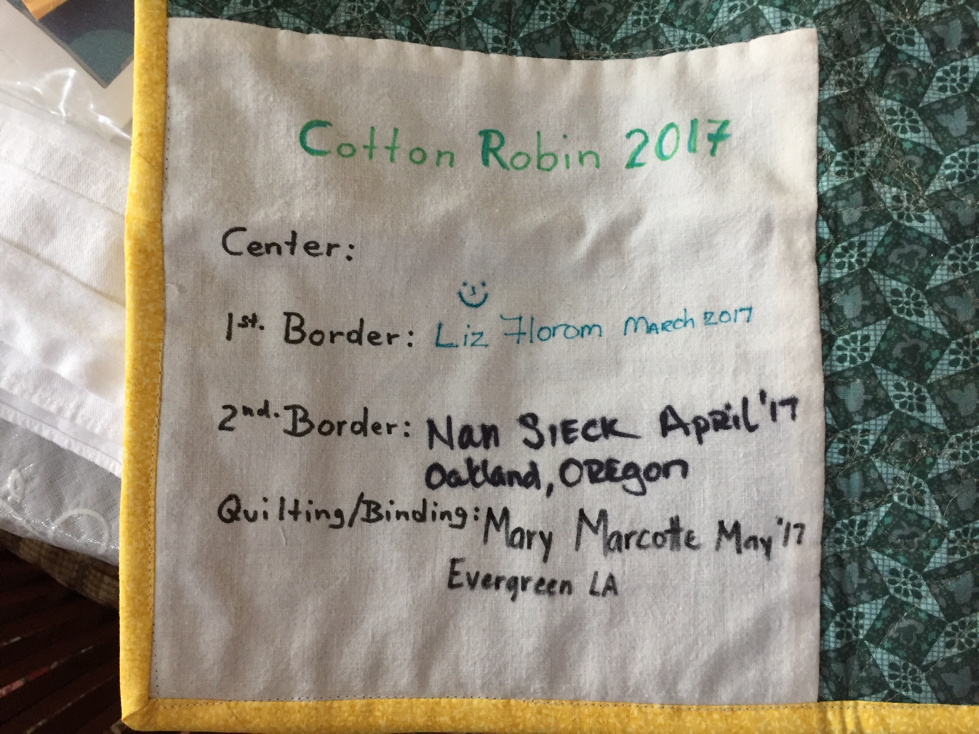 Cotton Robin 2017
Center:
1st. Border: Liz Florom March 2017
2nd. Border: Nan Sieck April '17
Oakland, Oregon
Quilting/Binding: Mary Marcotte May '17
Evergreen LA